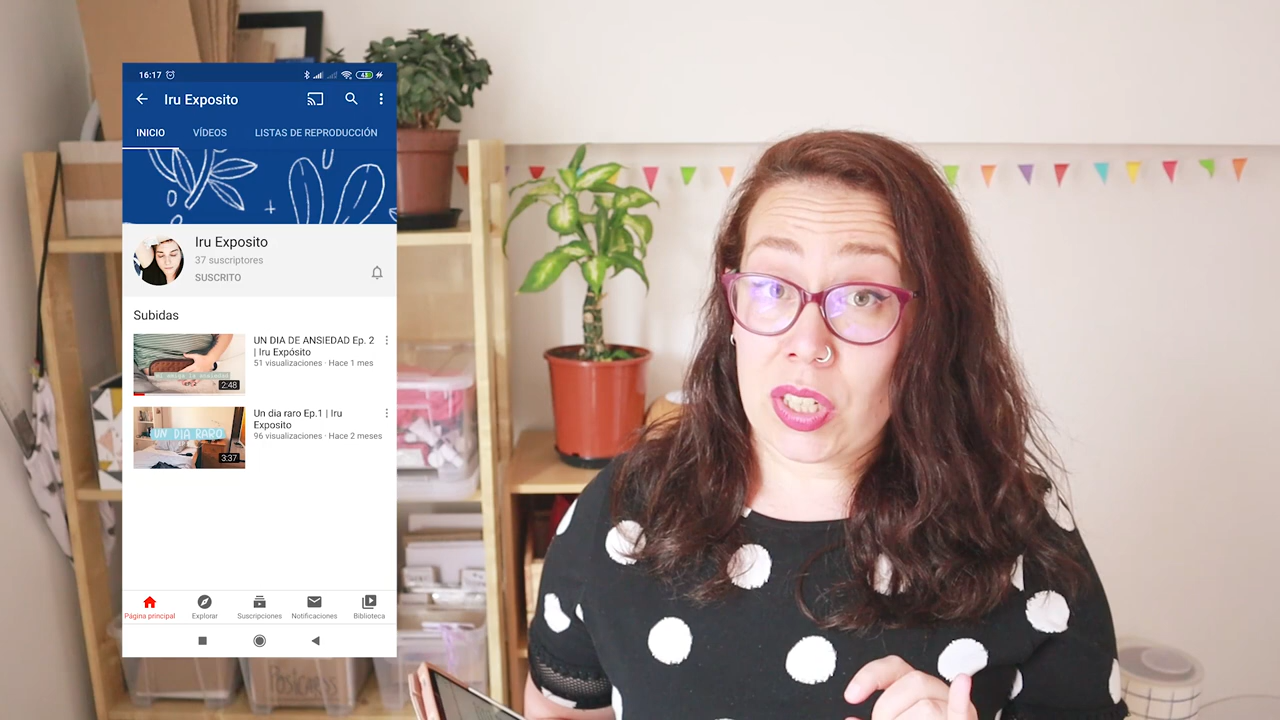 16:17
Iru Exposito
INICIO VÍDEOS LISTAS DE REPRODUCCIÓN
Iru Exposito
37 suscriptores
SUSCRITO
Subidas
UN DIA DE ANSIEDAD Ep. 2
| Iru Expósito
51 visualizaciones · Hace 1 mes
2:48
Un dia raro Ep.1 | Iru
Exposito
96 visualizaciones · Hace 2 meses
UN DIA RARO
3:37
Página principal Explorar Suscripciones Notificaciones Biblioteca
POSTCARDS